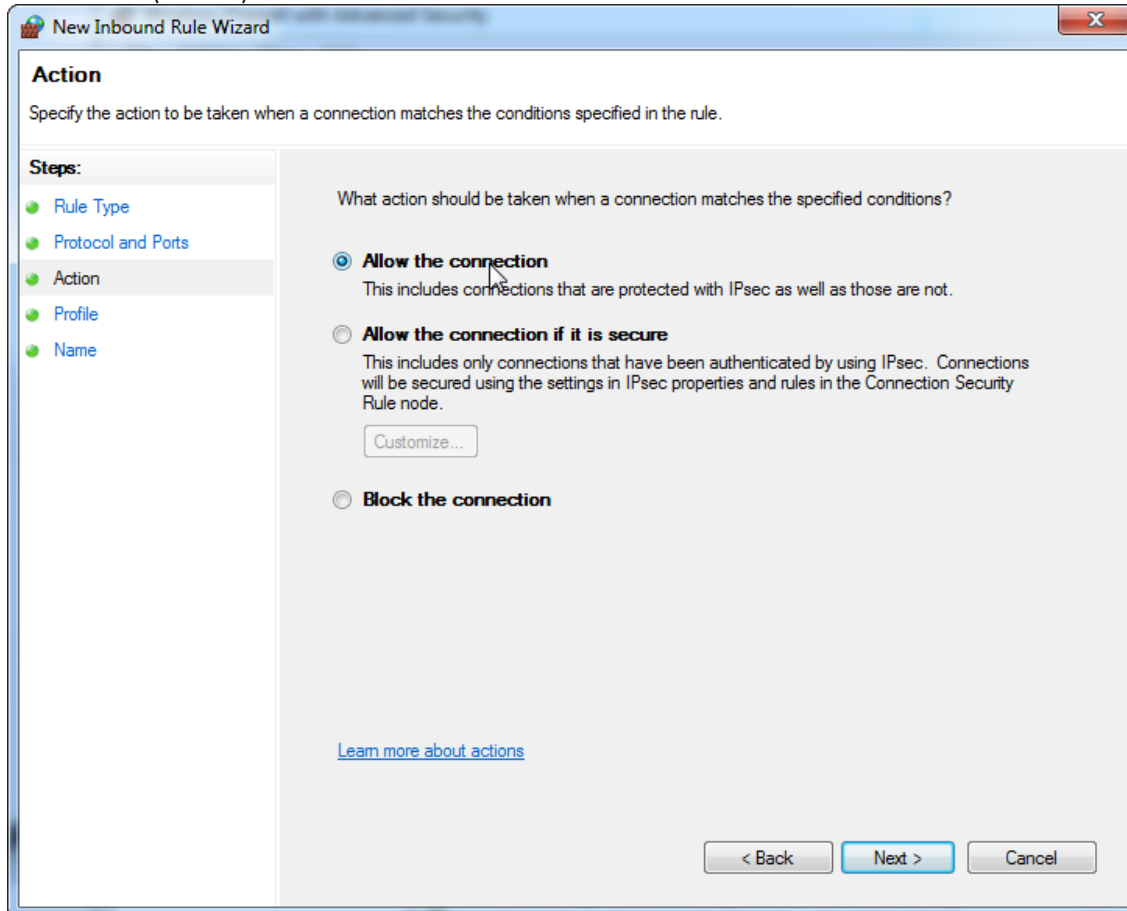 New Inbound Rule Wizard
Action
Specify the action to be taken when a connection matches the conditions specified in the rule.
Steps:
Rule Type
Protocol and Ports
Action
Profile
Name
What action should be taken when a connection matches the specified conditions?
Allow the connection
This includes connections that are protected with IPsec as well as those are not.
Allow the connection if it is secure
This includes only connections that have been authenticated by using IPsec. Connections
will be secured using the settings in IPsec properties and rules in the Connection Security
Rule node.
Customize...
Block the connection
Learn more about actions
< Back
Next >
Cancel